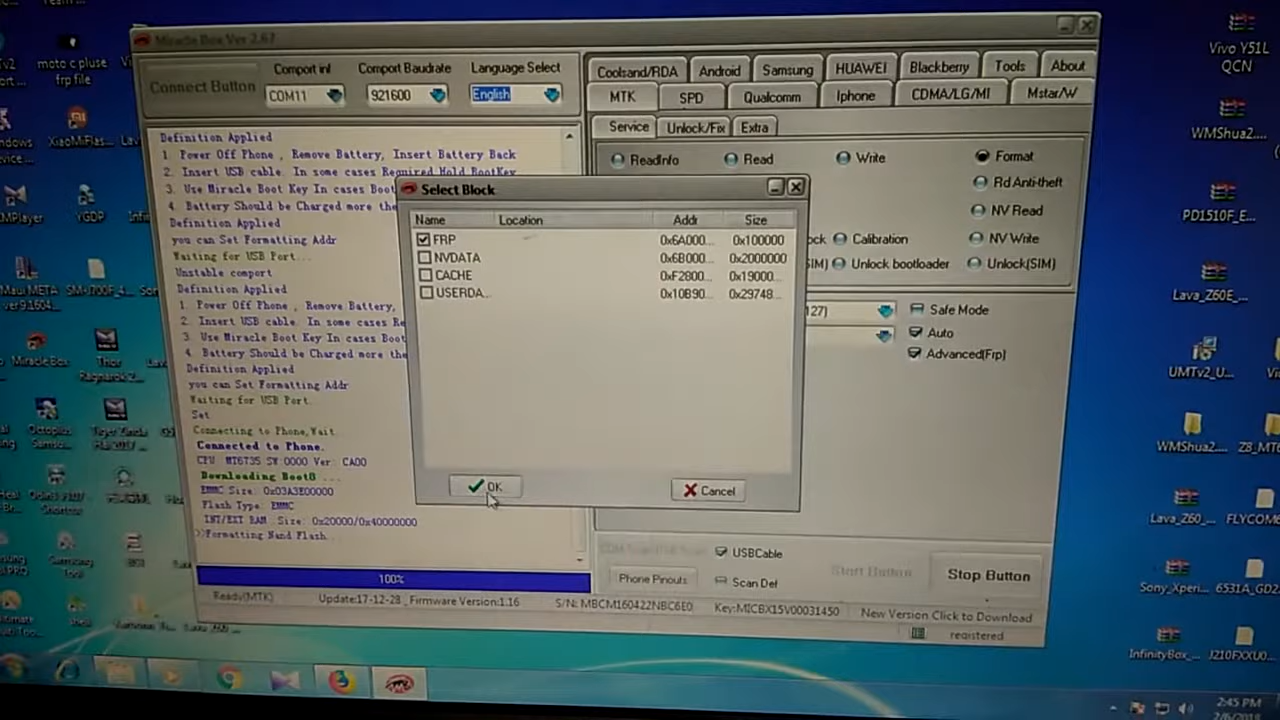 Miracle Box Ver 2.67
Connect Button
Comport inf
COM11
Comport Baudrate
921600
Language Select
English
Coolsand/RDA
Android
Samsung
HUAWEI
Blackberry
Tools
About
MTK
SPD
Qualcomm
Iphone
CDMA/LG/MI
Mstar/W
Service
Unlock/Fix
Extra
ReadInfo
Read
Write
Format
Rd Anti-theft
NV Read
Calibration
NV Write
Unlock bootloader
Unlock(SIM)
Safe Mode
Auto
Advanced(Frp)
Definition Applied
1. Power Off Phone , Remove Battery, Insert Battery Back
2. Insert USB cable. In some cases Required Hold BootKey
3. Use Miracle Boot Key In cases Boot
4. Battery Should be Charged more the
Definition Applied
you can Set Formatting Addr
Waiting for USB Port...
Unstable comport
Definition Applied
1. Power Off Phone , Remove Battery,
2. Insert USB cable. In some cases Re
3. Use Miracle Boot Key In cases Boot
4. Battery Should be Charged more the
Definition Applied
you can Set Formatting Addr
Waiting for USB Port
Set
Connecting to Phone,Wait.
Connected to Phone.
CPU MT6735 SW:0000 Ver: CA00
Downloading Boot8 ...
EMMC Size: 0x03A3E00000
Flash Type: EMMC
INT/EXT RAM Size: 0x20000/0x40000000
>>Formatting Nand Flash...
100%
Select Block
Name Location Addr Size
FRP 0x6A000... 0x100000
NVDATA 0x6B000... 0x2000000
CACHE 0xF2800... 0x19000...
USERDA... 0x10B90... 0x29748...
OK
Cancel
USBCable
Phone Pinouts
Scan Def
Start Button
Stop Button
Ready(MTK)
Update:17-12-28 , Firmware Version:1.16
S/N: MBCM160422NBC6E0
Key:MICBX15V00031450
New Version Click to Download
registered
moto c pluse
frp file
XiaoMiFlas...
YGDP
Miracle Box
Thor
Ragnarok 2...
Samsung
Tool
Vivo Y51L
QCN
WMShua2....
PD1510F_E...
Lava_Z60E_...
UMTv2_U...
WMShua2....
Z8_MT6
Lava_Z60_...
FLYCOM
Sony_Xperi...
6531A_GD2
InfinityBox_...
J210FXXU0...
2:45 PM